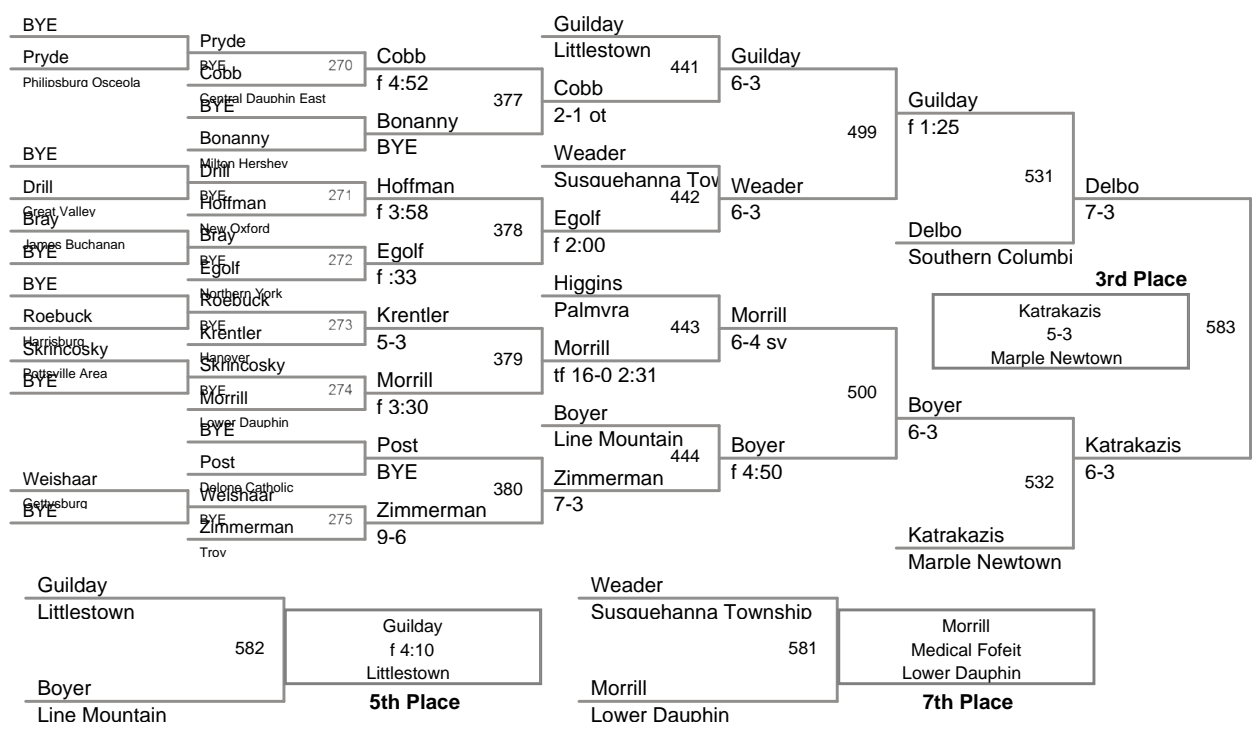 BYE
Pryde
Philipsburg Osceola
BYE
Drill
Great Valley
Bray
James Buchanan
BYE
BYE
Roebuck
Harrisburg
Skrincosky
Pottsville Area
BYE
Weishaar
Gettysburg
BYE
Pryde
BYE 270
Cobb
Central Dauphin East
BYE
Bonanny
Milton Hershey
Drill
BYE 271
Hoffman
New Oxford
Bray
BYE 272
Egolf
Northern York
Roebuck
BYE 273
Krentler
Hanover
Skrincosky
BYE 274
Morrill
Lower Dauphin
BYE
Post
Delone Catholic
Weishaar
BYE 275
Zimmerman
Troy
Cobb
f 4:52
377
Bonanny
BYE
Hoffman
f 3:58
378
Egolf
f :33
Krentler
5-3
379
Morrill
f 3:30
Post
BYE
380
Zimmerman
9-6
Guilday
Littlestown
441
Cobb
2-1 ot
Weader
Susquehanna Tow
442
Egolf
f 2:00
Higgins
Palmyra
443
Morrill
tf 16-0 2:31
Boyer
Line Mountain
444
Zimmerman
7-3
Guilday
6-3
499
Weader
6-3
Morrill
6-4 sv
500
Boyer
f 4:50
Guilday
f 1:25
531
Delbo
Southern Columbi
Boyer
6-3
532
Katrakazis
Marple Newtown
Delbo
7-3
583
Katrakazis
6-3
3rd Place
Katrakazis
5-3
Marple Newtown
Guilday
Littlestown
582
Boyer
Line Mountain
Guilday
f 4:10
Littlestown
5th Place
Weader
Susquehanna Township
581
Morrill
Lower Dauphin
Morrill
Medical Fofeit
Lower Dauphin
7th Place